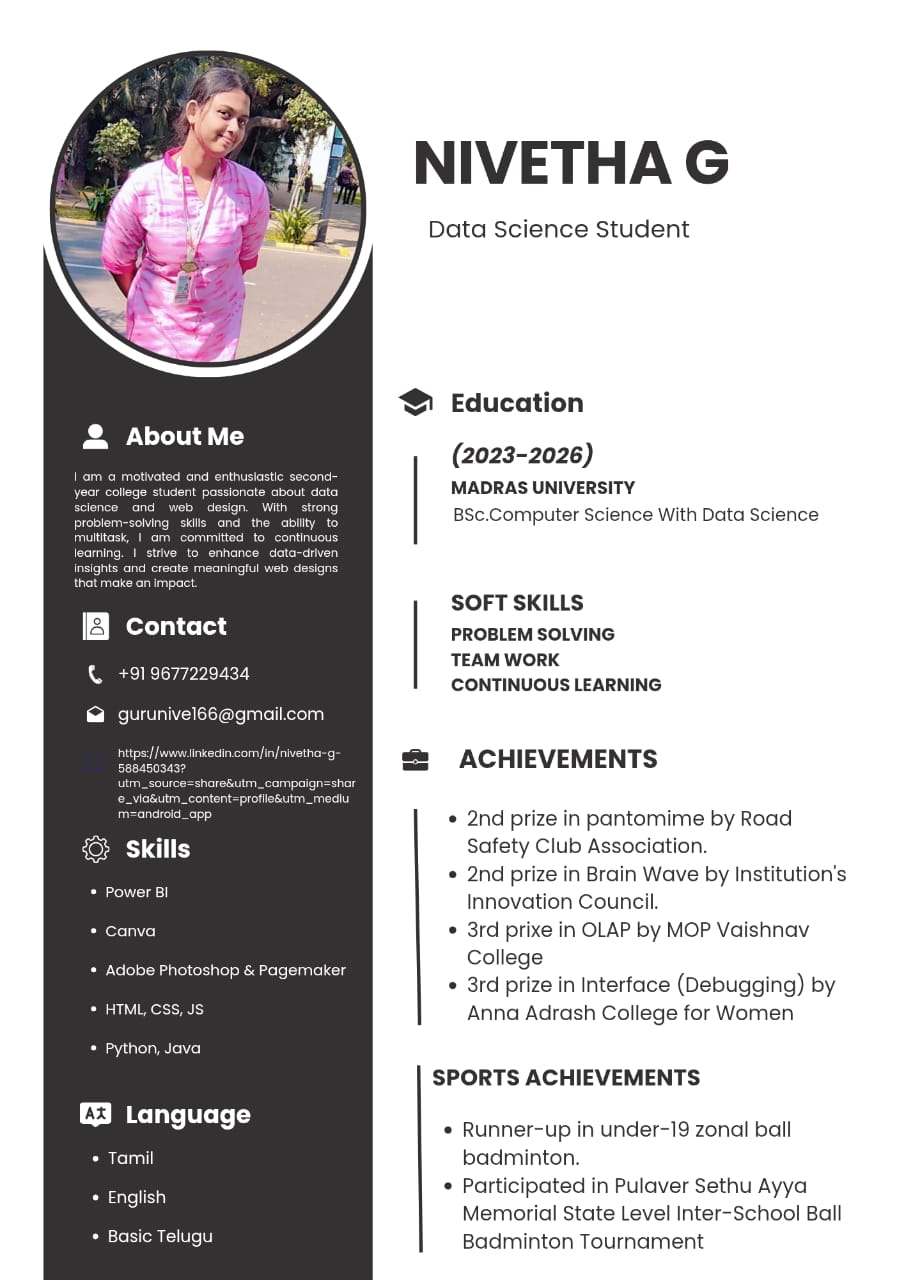 NIVETHA G
Data Science Student
About Me
I am a motivated and enthusiastic second-
year college student passionate about data
science and web design. With strong
problem-solving skills and the ability to
multitask, I am committed to continuous
learning. I strive to enhance data-driven
insights and create meaningful web designs
that make an impact.
Contact
+91 9677229434
gurunive166@gmail.com
https://www.linkedin.com/in/nivetha-g-
588450343?
utm_source=share&utm_campaign=shar
e_via&utm_content=profile&utm_mediu
m=android_app
Skills
• Power BI
• Canva
• Adobe Photoshop & Pagemaker
• HTML, CSS, JS
• Python, Java
Language
• Tamil
• English
• Basic Telugu
Education
(2023-2026)
MADRAS UNIVERSITY
BSc.Computer Science With Data Science
SOFT SKILLS
PROBLEM SOLVING
TEAM WORK
CONTINUOUS LEARNING
ACHIEVEMENTS
• 2nd prize in pantomime by Road
Safety Club Association.
• 2nd prize in Brain Wave by Institution's
Innovation Council.
• 3rd prixe in OLAP by MOP Vaishnav
College
• 3rd prize in Interface (Debugging) by
Anna Adrash College for Women
SPORTS ACHIEVEMENTS
• Runner-up in under-19 zonal ball
badminton.
• Participated in Pulaver Sethu Ayya
Memorial State Level Inter-School Ball
Badminton Tournament